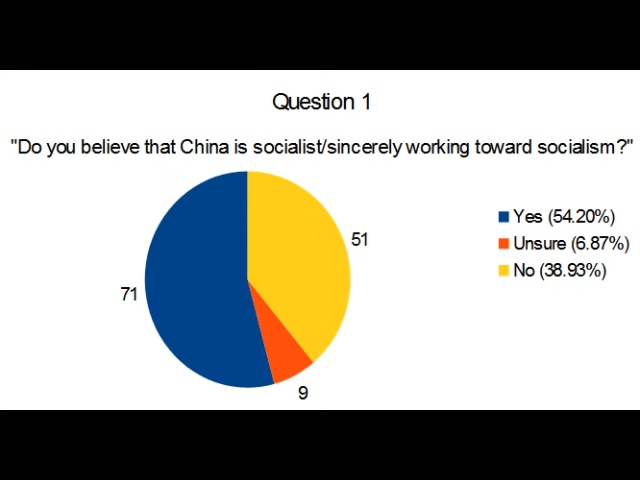 Question 1
"Do you believe that China is socialist/sincerely working toward socialism?"
51
71
9
Yes (54.20%)
Unsure (6.87%)
No (38.93%)